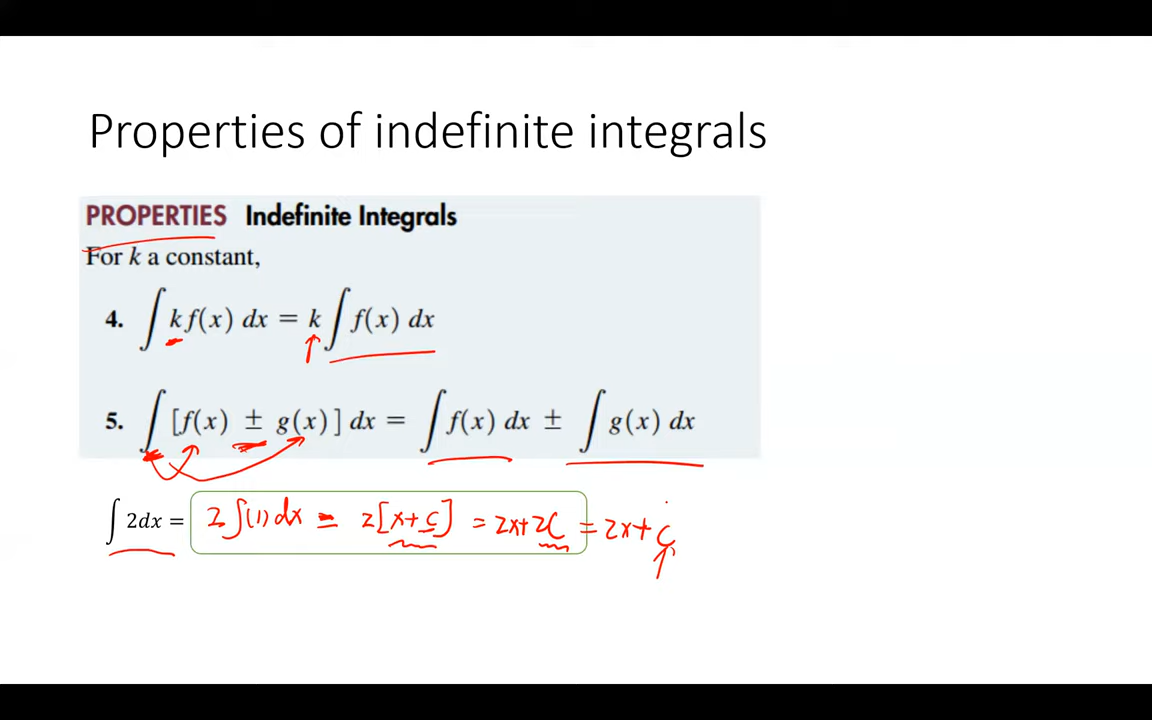 Properties of indefinite integrals
PROPERTIES Indefinite Integrals
For k a constant,
4. ∫ k f(x) dx = k ∫ f(x) dx
5. ∫ [f(x) ± g(x)] dx = ∫ f(x) dx ± ∫ g(x) dx
∫ 2dx = 2∫(1)dx = 2[x+c] = 2x+2C = 2x+c